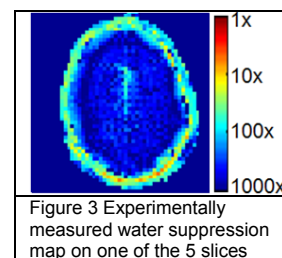 1x
10x
100x
1000x
Figure 3 Experimentally
measured water suppression
map on one of the 5 slices